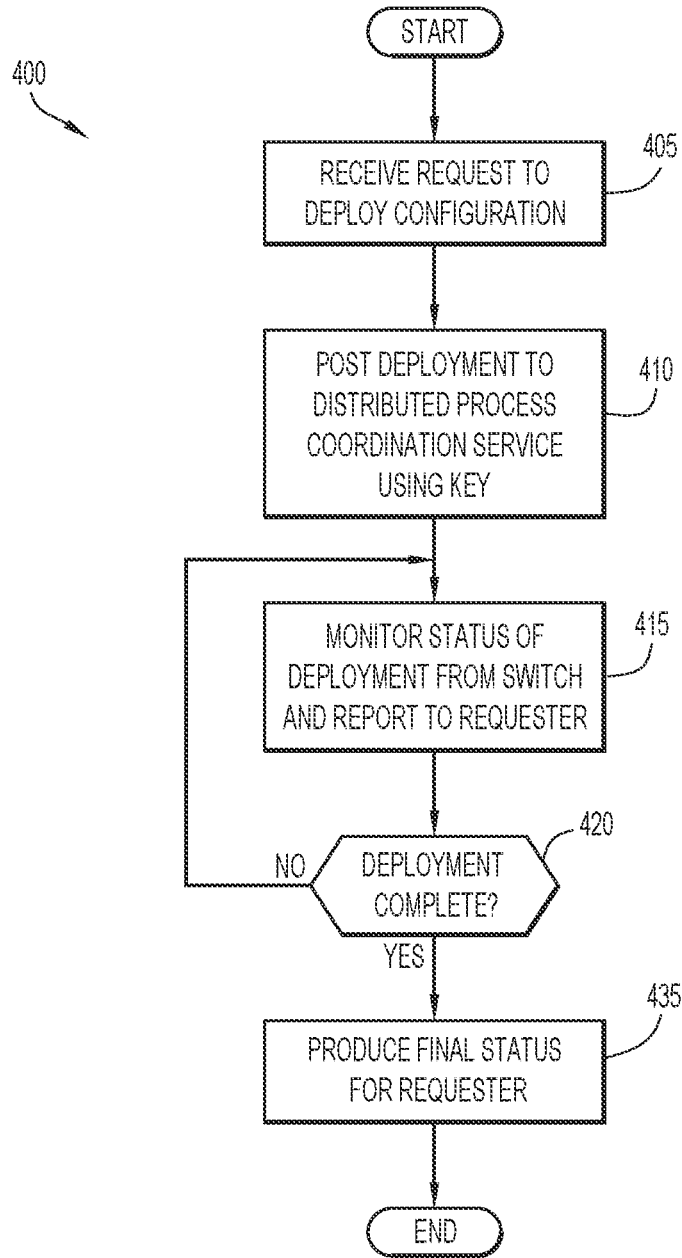 START
400
RECEIVE REQUEST TO
DEPLOY CONFIGURATION
405
POST DEPLOYMENT TO
DISTRIBUTED PROCESS
COORDINATION SERVICE
USING KEY
410
MONITOR STATUS OF
DEPLOYMENT FROM SWITCH
AND REPORT TO REQUESTER
415
DEPLOYMENT
COMPLETE?
420
NO
YES
PRODUCE FINAL STATUS
FOR REQUESTER
435
END